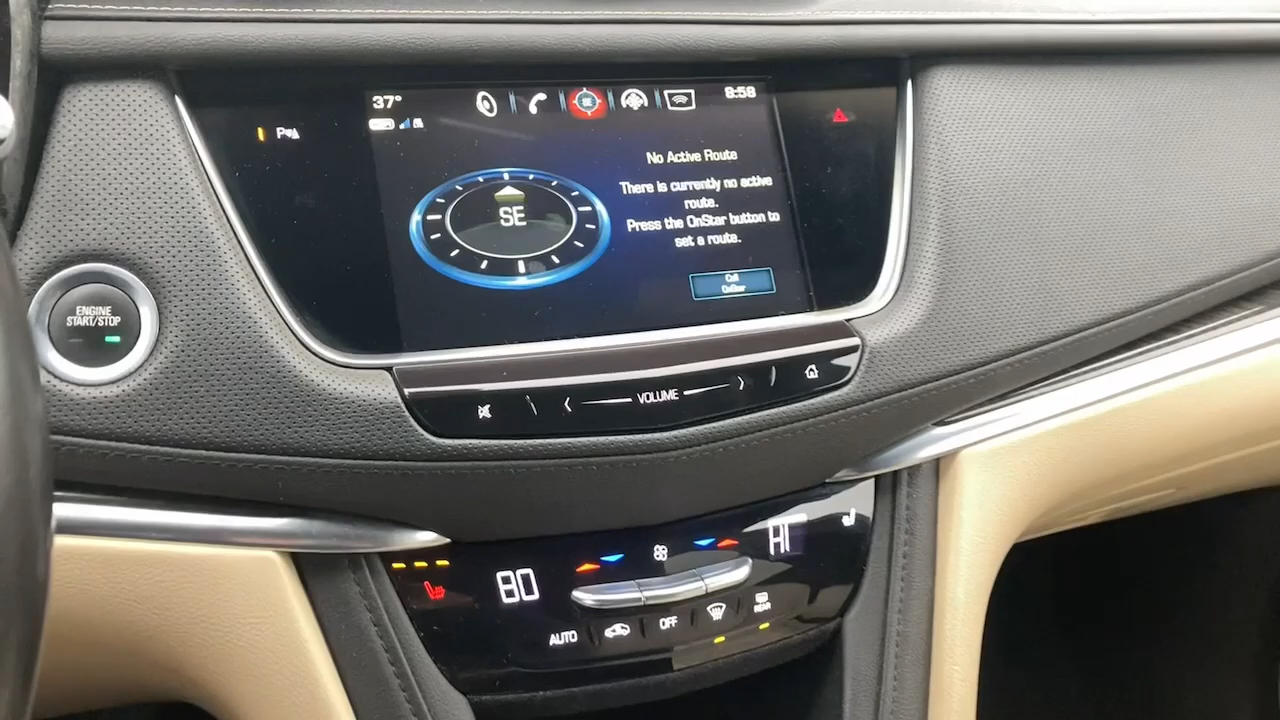 37°
8:58
P
No Active Route
There is currently no active
route.
Press the OnStar button to
set a route.
SE
Call
OnStar
ENGINE
START/STOP
VOLUME
80
HI
AUTO
OFF
REAR